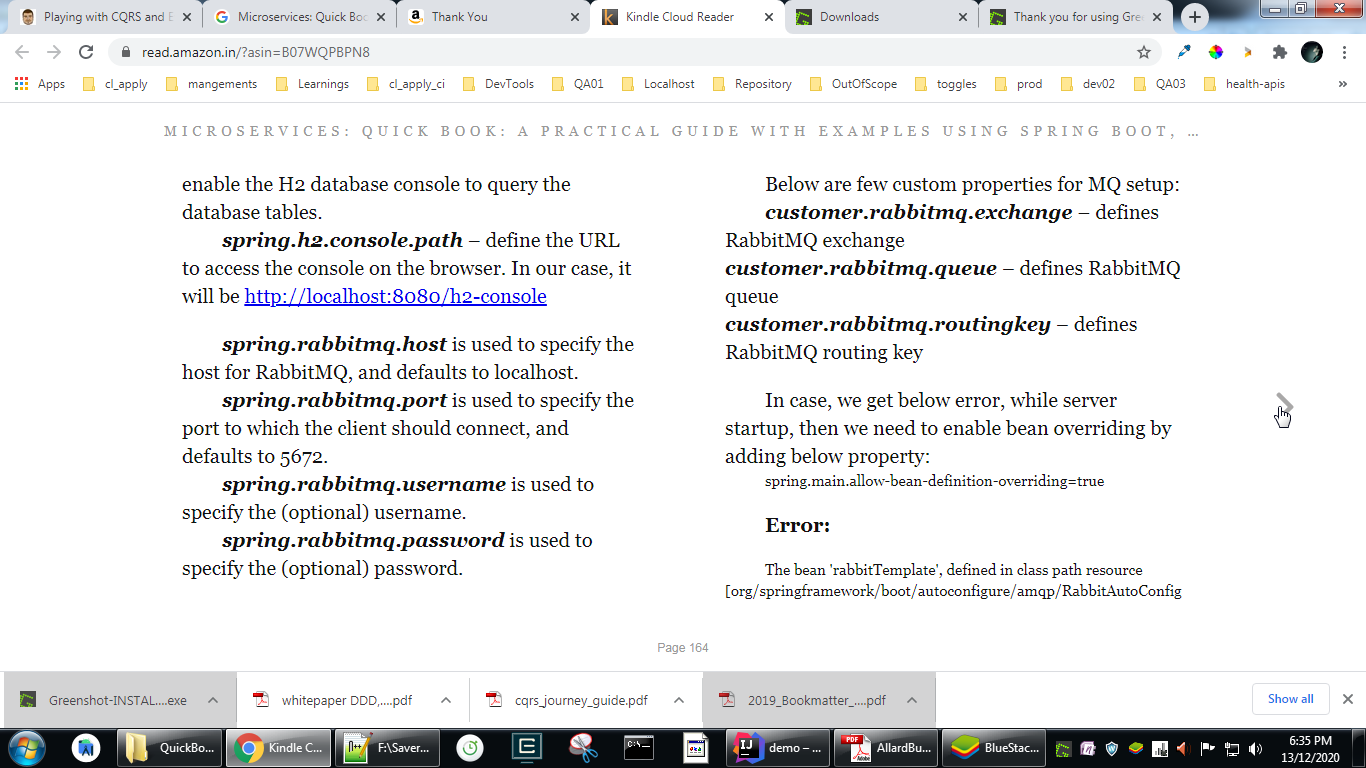 Playing with CQRS and E
Microservices: Quick Boo
Thank You
Kindle Cloud Reader
Downloads
Thank you for using Gre
read.amazon.in/?asin=B07WQPBPN8
Apps
cl_apply
mangements
Learnings
cl_apply_ci
DevTools
QA01
Localhost
Repository
OutOfScope
toggles
prod
dev02
QA03
health-apis
»
MICROSERVICES: QUICK BOOK: A PRACTICAL GUIDE WITH EXAMPLES USING SPRING BOOT, …
enable the H2 database console to query the
database tables.
spring.h2.console.path – define the URL
to access the console on the browser. In our case, it
will be http://localhost:8080/h2-console
spring.rabbitmq.host is used to specify the
host for RabbitMQ, and defaults to localhost.
spring.rabbitmq.port is used to specify the
port to which the client should connect, and
defaults to 5672.
spring.rabbitmq.username is used to
specify the (optional) username.
spring.rabbitmq.password is used to
specify the (optional) password.
Below are few custom properties for MQ setup:
customer.rabbitmq.exchange – defines
RabbitMQ exchange
customer.rabbitmq.queue – defines RabbitMQ
queue
customer.rabbitmq.routingkey – defines
RabbitMQ routing key
In case, we get below error, while server
startup, then we need to enable bean overriding by
adding below property:
spring.main.allow-bean-definition-overriding=true
Error:
The bean 'rabbitTemplate', defined in class path resource
[org/springframework/boot/autoconfigure/amqp/RabbitAutoConfig
Page 164
Greenshot-INSTAL....exe
whitepaper DDD,....pdf
cqrs_journey_guide.pdf
2019_Bookmatter_....pdf
Show all
QuickBo...
Kindle C...
F:\Saver...
demo – ...
AllardBu...
BlueStac...
6:35 PM
13/12/2020